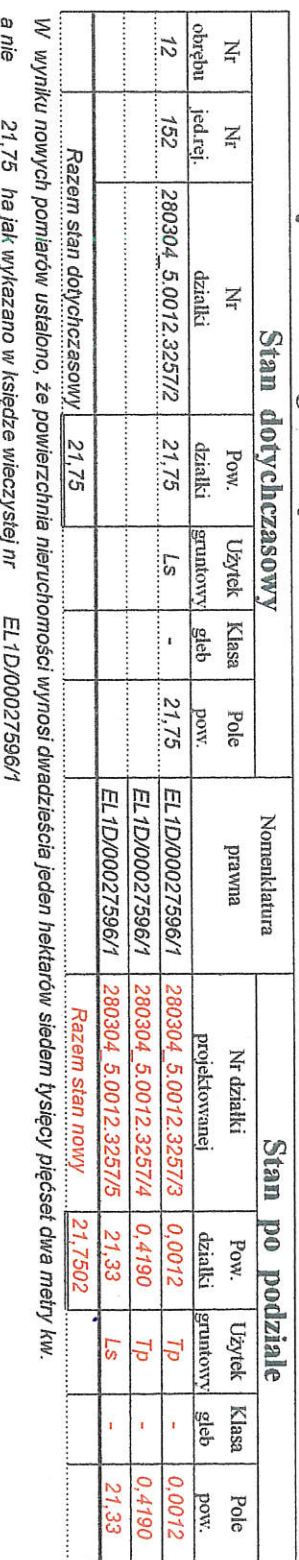 Stan dotychczasowy Nomenklatura prawna Stan po podziale
Nr obrębu Nr jed.rej. Nr działki Pow. działki Użytek gruntowy Klasa gleb Pole pow. Nr działki projektowanej Pow. działki Użytek gruntowy Klasa gleb Pole pow.
12 152 280304_5.0012.3257/2 21,75 Ls - 21,75 EL1D/00027596/1 280304_5.0012.3257/3 0,0012 Tp - 0,0012
EL1D/00027596/1 280304_5.0012.3257/4 0,4190 Tp - 0,4190
EL1D/00027596/1 280304_5.0012.3257/5 21,33 Ls - 21,33
Razem stan dotychczasowy 21,75 Razem stan nowy 21,7502
W wyniku nowych pomiarów ustalono, że powierzchnia nieruchomości wynosi dwadzieścia jeden hektarów siedem tysięcy pięćset dwa metry kw.
a nie 21,75 ha jak wykazano w księdze wieczystej nr EL1D/00027596/1